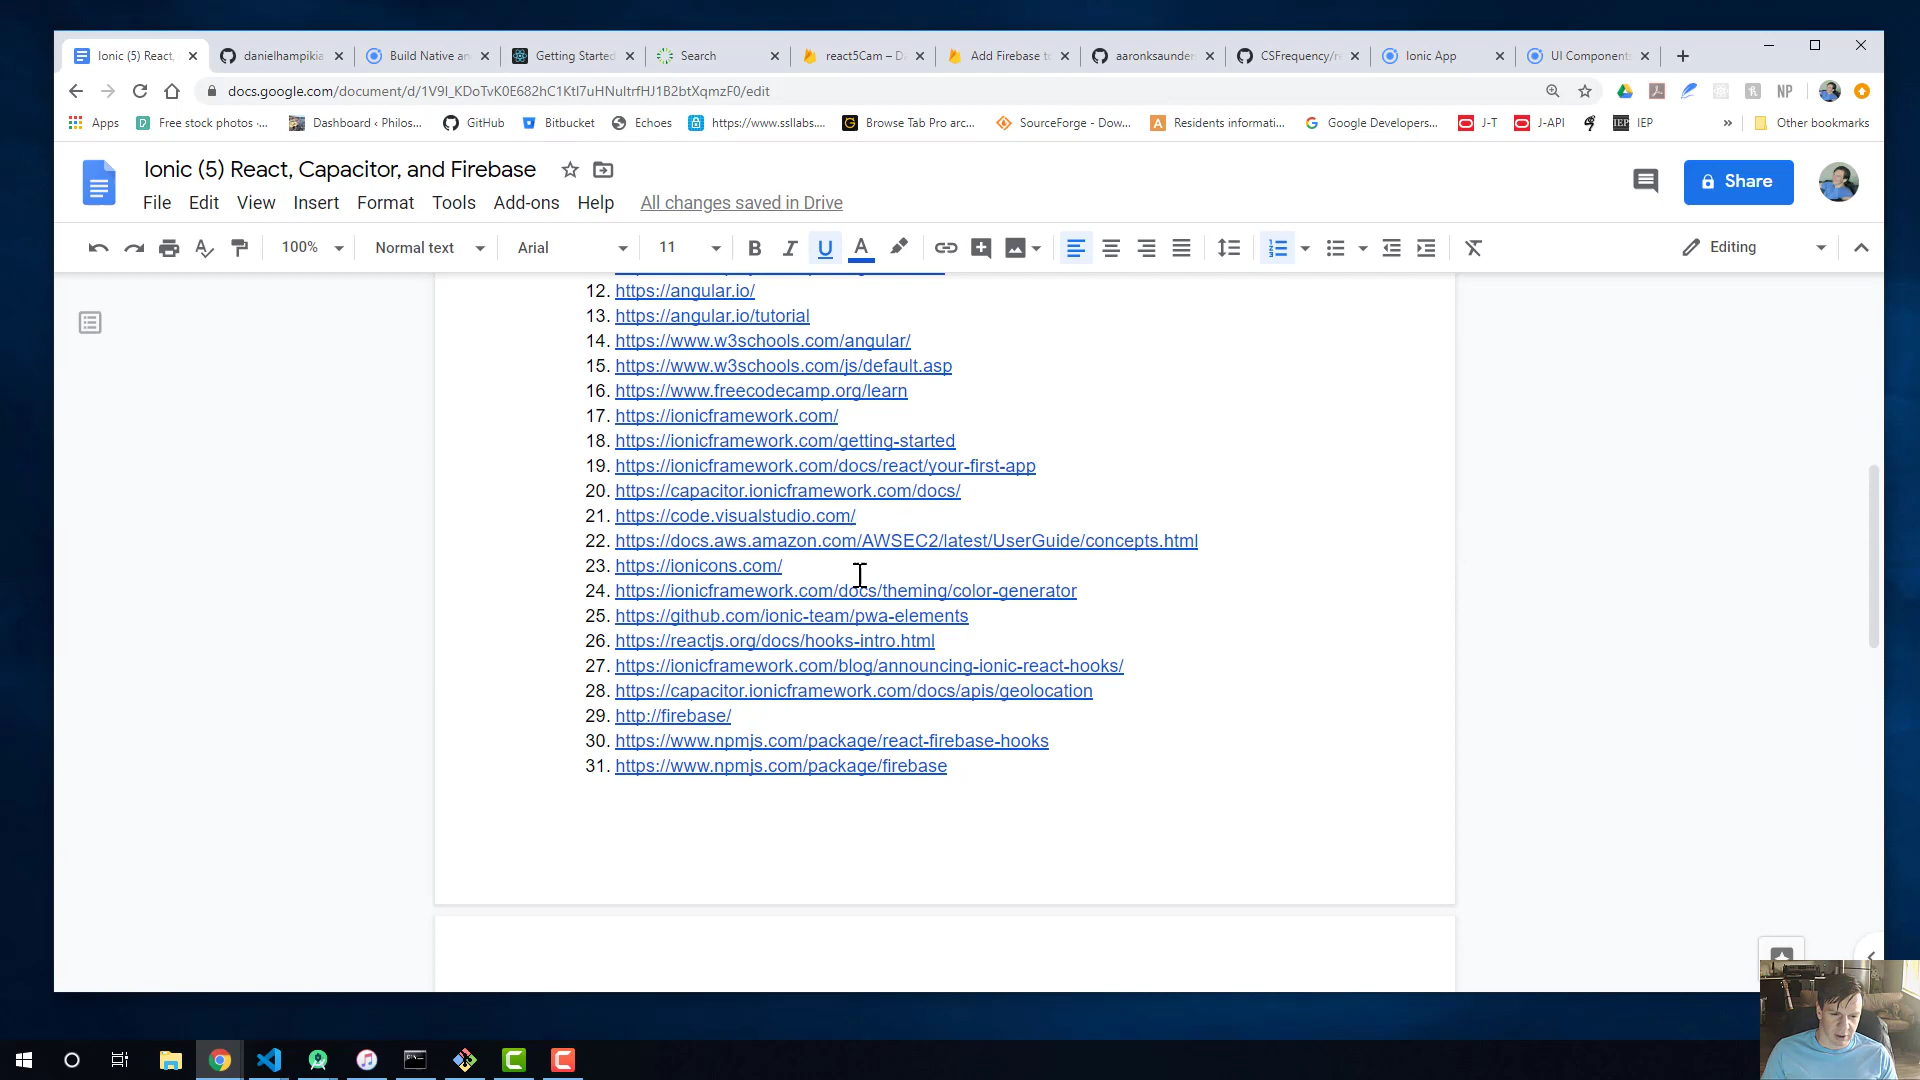 Ionic (5) React,
danielhampikia
Build Native an
Getting Started
Search
react5Cam – D
Add Firebase to
aaronksaunder
CSFrequency/re
Ionic App
UI Component
docs.google.com/document/d/1V9I_KDoTvK0E682hC1Ktl7uHNultrfHJ1B2btXqmzF0/edit
NP
Apps
Free stock photos -...
Dashboard ‹ Philos...
GitHub
Bitbucket
Echoes
https://www.ssllabs....
Browse Tab Pro arc...
SourceForge - Dow...
Residents informati...
Google Developers...
J-T
J-API
IEP
IEP
»
Other bookmarks
Ionic (5) React, Capacitor, and Firebase
Share
File Edit View Insert Format Tools Add-ons Help All changes saved in Drive
100% Normal text Arial 11 B I U A Editing
12. https://angular.io/
13. https://angular.io/tutorial
14. https://www.w3schools.com/angular/
15. https://www.w3schools.com/js/default.asp
16. https://www.freecodecamp.org/learn
17. https://ionicframework.com/
18. https://ionicframework.com/getting-started
19. https://ionicframework.com/docs/react/your-first-app
20. https://capacitor.ionicframework.com/docs/
21. https://code.visualstudio.com/
22. https://docs.aws.amazon.com/AWSEC2/latest/UserGuide/concepts.html
23. https://ionicons.com/
24. https://ionicframework.com/docs/theming/color-generator
25. https://github.com/ionic-team/pwa-elements
26. https://reactjs.org/docs/hooks-intro.html
27. https://ionicframework.com/blog/announcing-ionic-react-hooks/
28. https://capacitor.ionicframework.com/docs/apis/geolocation
29. http://firebase/
30. https://www.npmjs.com/package/react-firebase-hooks
31. https://www.npmjs.com/package/firebase